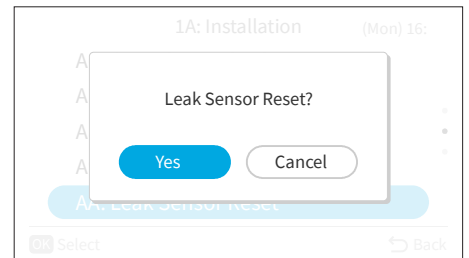 1A: Installation (Mon) 16:
A
A
Leak Sensor Reset?
A
A
Yes Cancel
AA: Leak Sensor Reset
OK Select Back